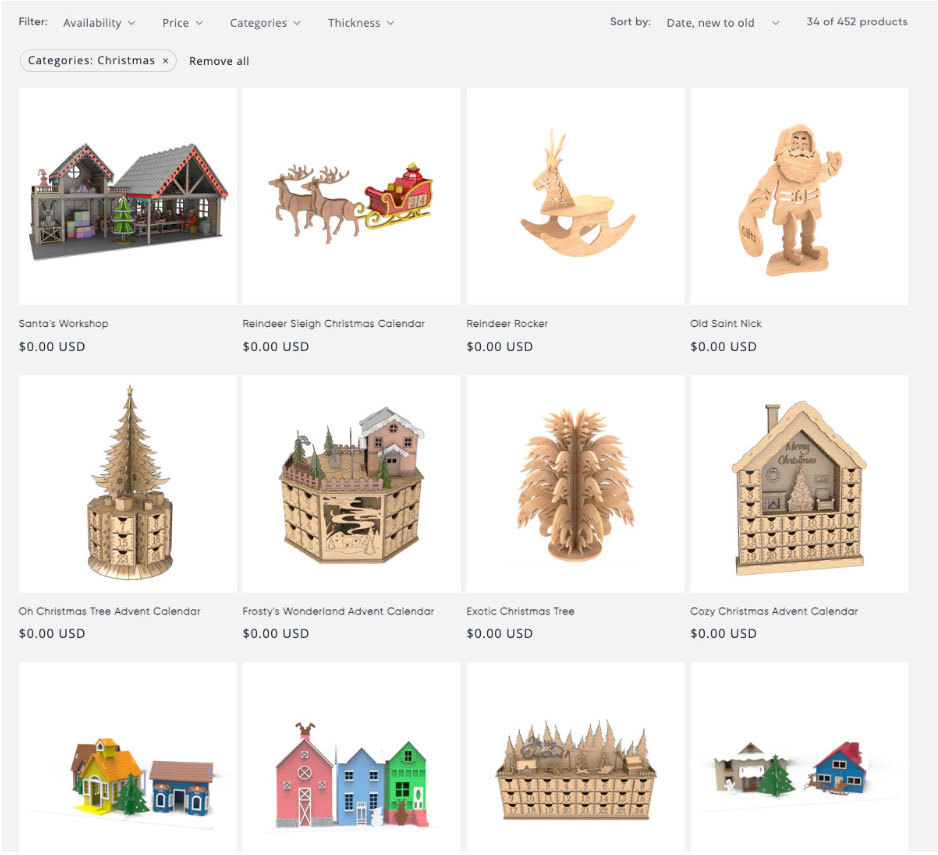 Filter: Availability Price Categories Thickness Sort by: Date, new to old 34 of 452 products
Categories: Christmas × Remove all
24
Gifts
Santa's Workshop Reindeer Sleigh Christmas Calendar Reindeer Rocker Old Saint Nick
$0.00 USD $0.00 USD $0.00 USD $0.00 USD
Merry
Christmas
Oh Christmas Tree Advent Calendar Frosty's Wonderland Advent Calendar Exotic Christmas Tree Cozy Christmas Advent Calendar
$0.00 USD $0.00 USD $0.00 USD $0.00 USD